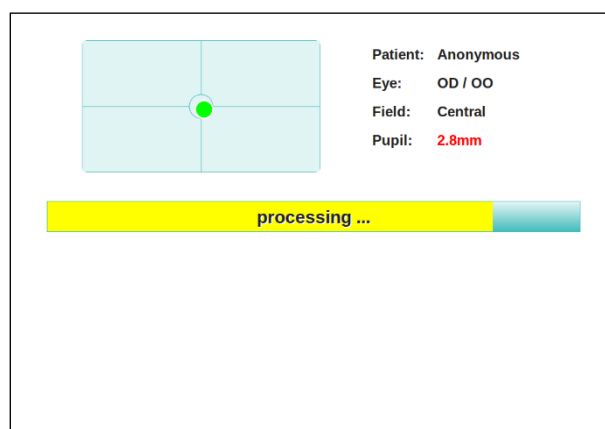 Patient: Anonymous
Eye: OD / OO
Field: Central
Pupil: 2.8mm
processing ...